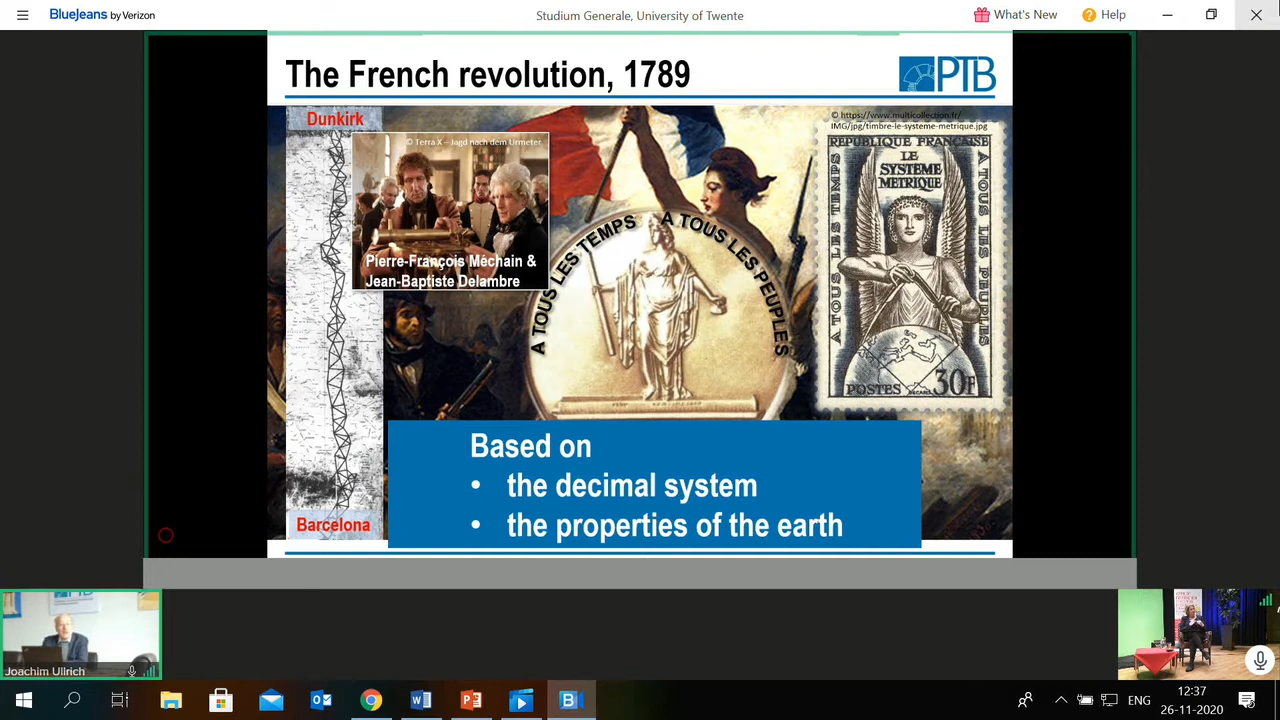 BlueJeans by Verizon
Studium Generale, University of Twente
What's New
Help
The French revolution, 1789
PTB
Dunkirk
© Terra X – Jagd nach dem Urmeter
Pierre-François Méchain &
Jean-Baptiste Delambre
A TOUS LES TEMPS A TOUS LES PEUPLES
© https://www.multicollection.fr/
IMG/jpg/timbre-le-systeme-metrique.jpg
REPUBLIQUE FRANÇAISE
LE
SYSTEME
METRIQUE
A TOUS LES TEMPS
A TOUS LES PEUPLES
POSTES
30F
Barcelona
Based on
• the decimal system
• the properties of the earth
Joachim Ullrich
ENG
12:37
26-11-2020